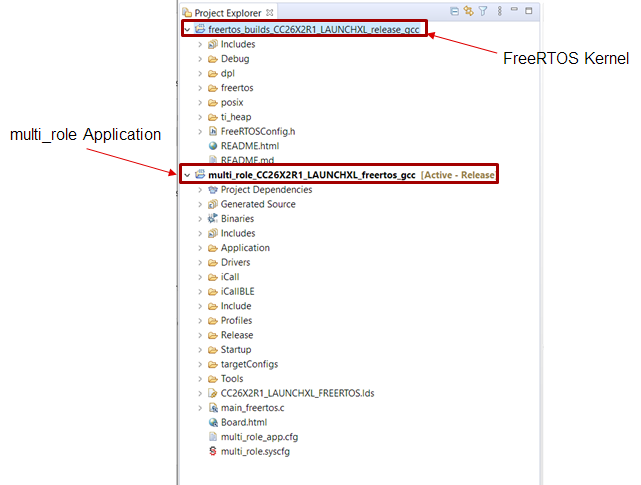 Project Explorer
freertos_builds_CC26X2R1_LAUNCHXL_release_gcc
FreeRTOS Kernel
Includes
Debug
dpl
freertos
posix
ti_heap
FreeRTOSConfig.h
multi_role Application
README.html
README.md
multi_role_CC26X2R1_LAUNCHXL_freertos_gcc [Active - Release
Project Dependencies
Generated Source
Binaries
Includes
Application
Drivers
iCall
iCallBLE
Include
Profiles
Release
Startup
targetConfigs
Tools
CC26X2R1_LAUNCHXL_FREERTOS.lds
main_freertos.c
Board.html
multi_role_app.cfg
multi_role.syscfg